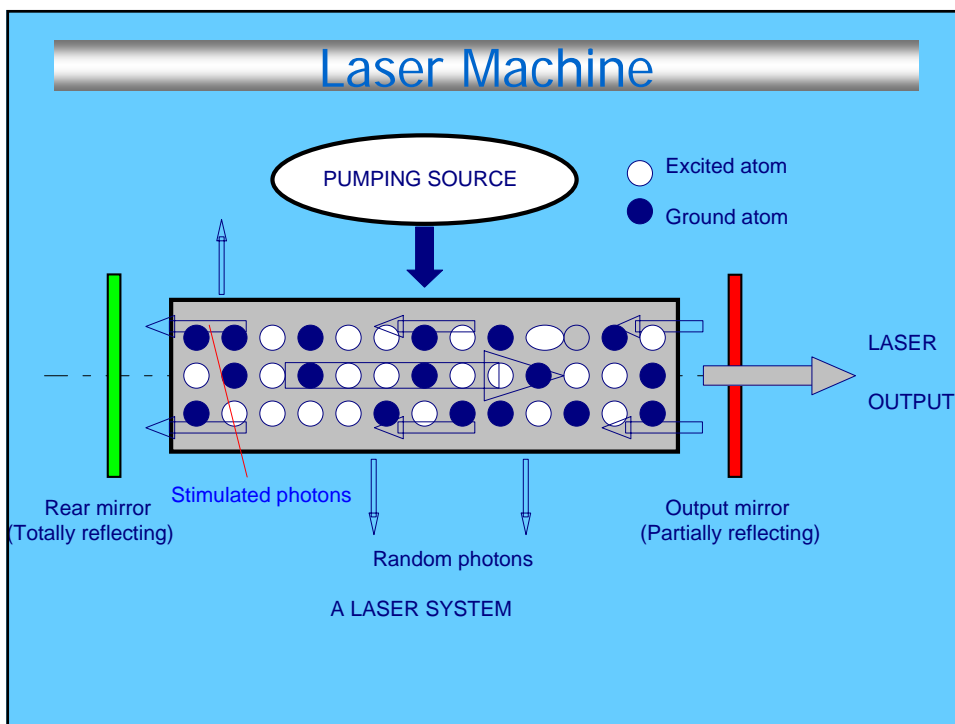 Laser Machine
PUMPING SOURCE
Excited atom
Ground atom
LASER
OUTPUT
Stimulated photons
Rear mirror
(Totally reflecting)
Output mirror
(Partially reflecting)
Random photons
A LASER SYSTEM